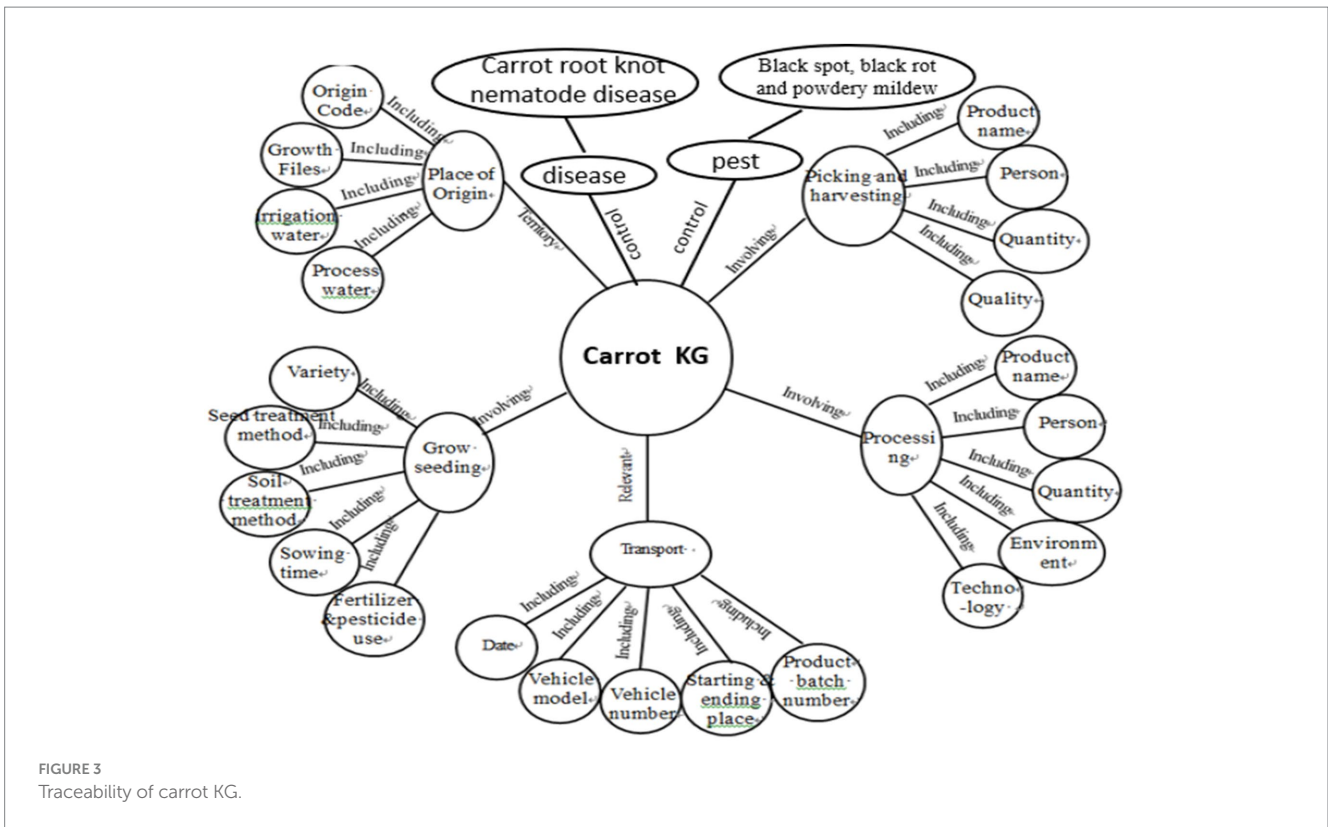 Carrot root knot
nematode disease
Black spot, black rot
and powdery mildew
disease
pest
control
control
Origin
Code
Growth
Files
Irrigation
water
Process
water
Including
Including
Including
Including
Place of
Origin
Territory
Picking and
harvesting
Involving
Including
Including
Including
Including
Product
name
Person
Quantity
Quality
Carrot KG
Variety
Seed treatment
method
Soil
treatment
method
Sowing
time
Fertilizer
&pesticide
use
Including
Including
Including
Including
Including
Grow
seeding
Involving
Relevant
Transport
Including
Including
Including
Including
Including
Date
Vehicle
model
Vehicle
number
Starting &
ending
place
Product
batch
number
Involving
Processi
ng
Including
Including
Including
Including
Including
Product
name
Person
Quantity
Environm
ent
Techno
-logy
FIGURE 3
Traceability of carrot KG.